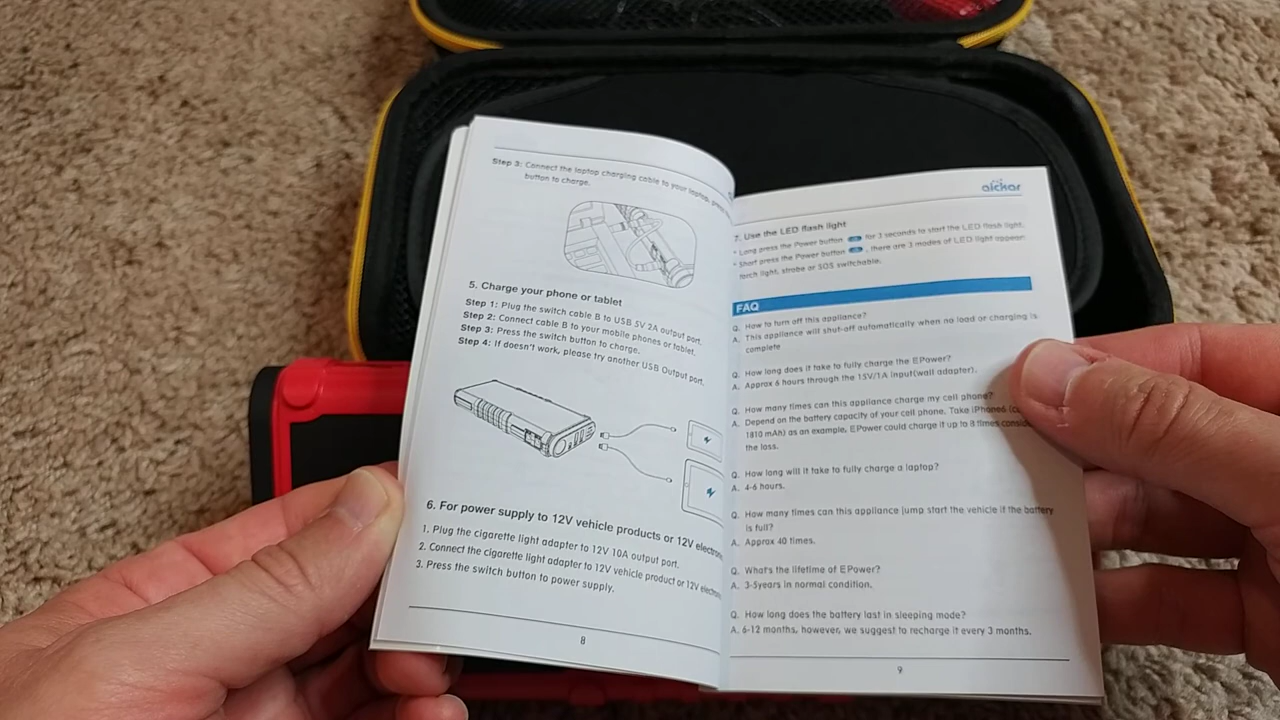 Step 3: Connect the laptop charging cable to your laptop, press
button to charge.
5. Charge your phone or tablet
Step 1: Plug the switch cable B to USB 5V 2A output port.
Step 2: Connect cable B to your mobile phones or tablet.
Step 3: Press the switch button to charge.
Step 4: If doesn't work, please try another USB Output port.
6. For power supply to 12V vehicle products or 12V
1. Plug the cigarette light adapter to 12V 10A output port.
2. Connect the cigarette light adapter to 12V vehicle product or 12V
3. Press the switch button to power supply.
8
aickar
7. Use the LED flash light
• Long press the Power button for 3 seconds to start the LED flash light.
• Short press the Power button , there are 3 modes of LED light appear:
torch light, strobe or SOS switchable.
FAQ
Q. How to turn off this appliance?
A. This appliance will shut-off automatically when no load or charging is
complete
Q. How long does it take to fully charge the EPower?
A. Approx 6 hours through the 15V/1A input(wall adapter).
Q. How many times can this appliance charge my cell phone?
A. Depend on the battery capacity of your cell phone. Take iPhone6
1810 mAh) as an example, EPower could charge it up to 8 times
the loss.
Q. How long will it take to fully charge a laptop?
A. 4-6 hours.
Q. How many times can this appliance jump start the vehicle if the battery
is full?
A. Approx 40 times.
Q. What's the lifetime of EPower?
A. 3-5years in normal condition.
Q. How long does the battery last in sleeping mode?
A. 6-12 months, however, we suggest to recharge it every 3 months.
9